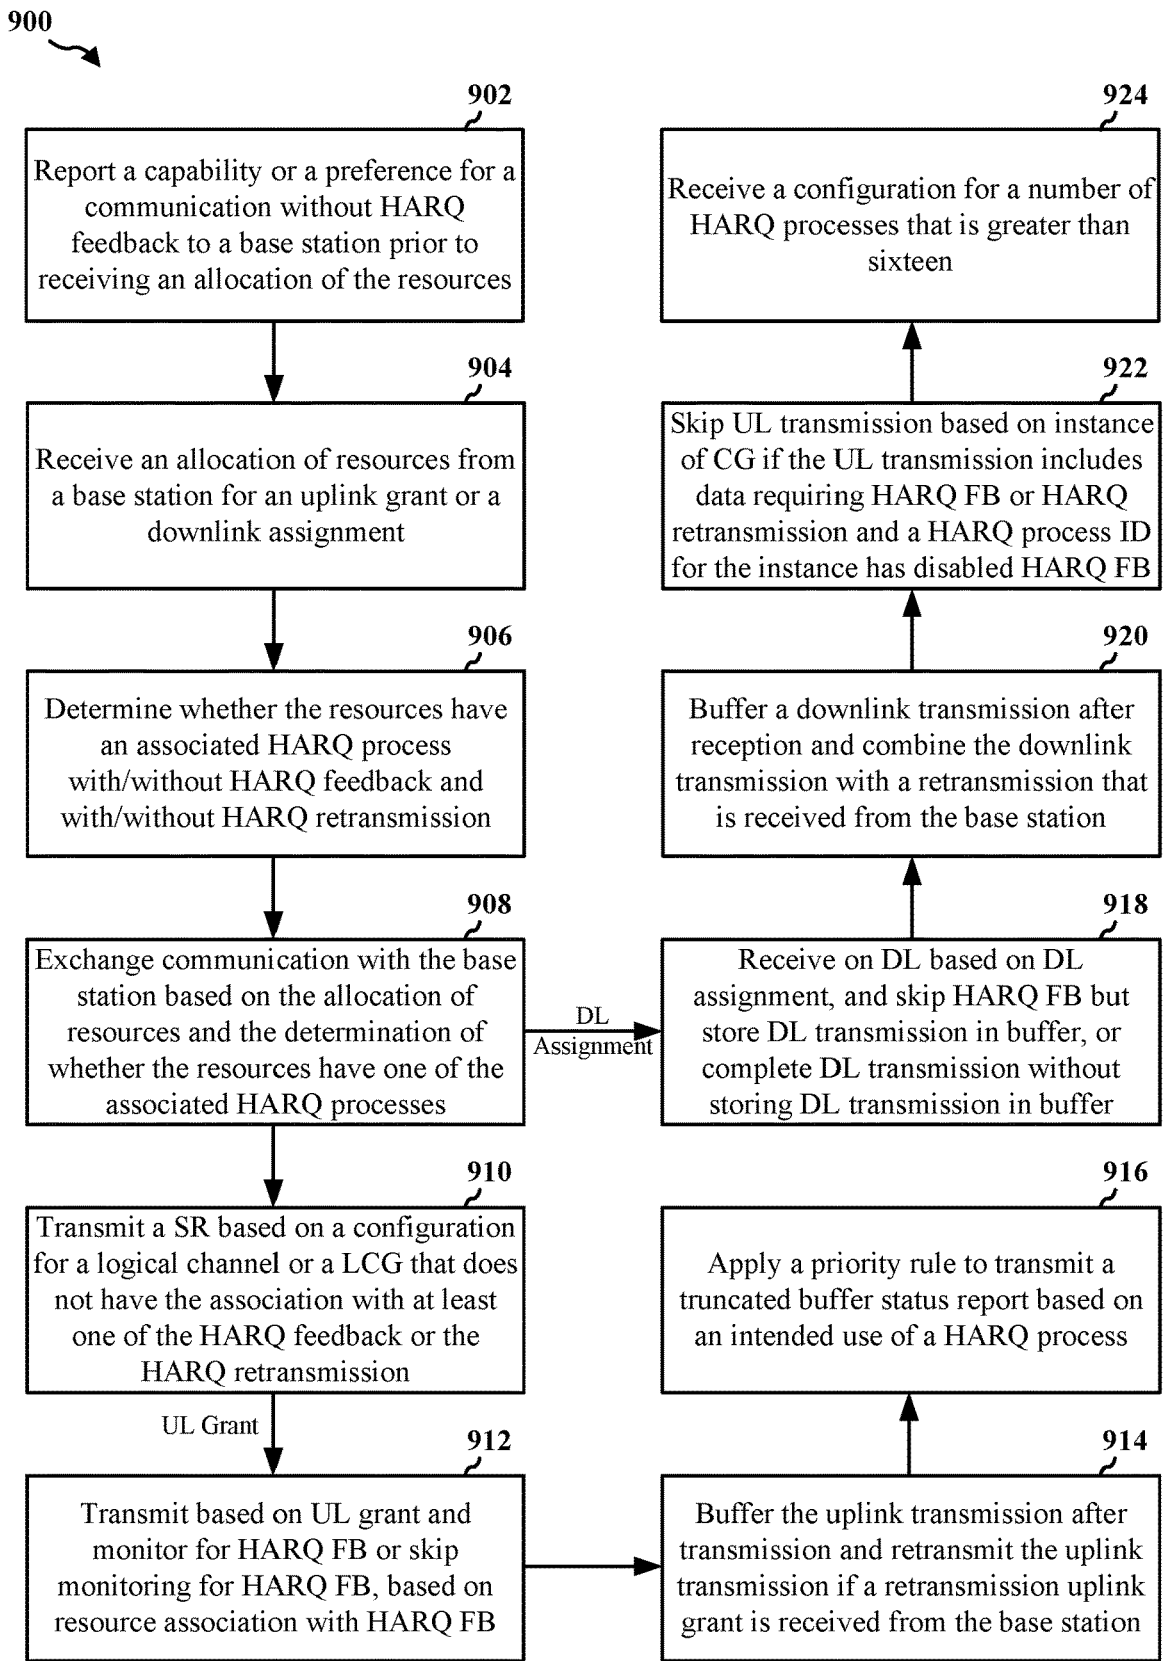 900
902
Report a capability or a preference for a
communication without HARQ
feedback to a base station prior to
receiving an allocation of the resources
904
Receive an allocation of resources from
a base station for an uplink grant or a
downlink assignment
906
Determine whether the resources have
an associated HARQ process
with/without HARQ feedback and
with/without HARQ retransmission
908
Exchange communication with the base
station based on the allocation of
resources and the determination of
whether the resources have one of the
associated HARQ processes
DL
Assignment
910
Transmit a SR based on a configuration
for a logical channel or a LCG that does
not have the association with at least
one of the HARQ feedback or the
HARQ retransmission
UL Grant
912
Transmit based on UL grant and
monitor for HARQ FB or skip
monitoring for HARQ FB, based on
resource association with HARQ FB
914
Buffer the uplink transmission after
transmission and retransmit the uplink
transmission if a retransmission uplink
grant is received from the base station
916
Apply a priority rule to transmit a
truncated buffer status report based on
an intended use of a HARQ process
918
Receive on DL based on DL
assignment, and skip HARQ FB but
store DL transmission in buffer, or
complete DL transmission without
storing DL transmission in buffer
920
Buffer a downlink transmission after
reception and combine the downlink
transmission with a retransmission that
is received from the base station
922
Skip UL transmission based on instance
of CG if the UL transmission includes
data requiring HARQ FB or HARQ
retransmission and a HARQ process ID
for the instance has disabled HARQ FB
924
Receive a configuration for a number of
HARQ processes that is greater than
sixteen